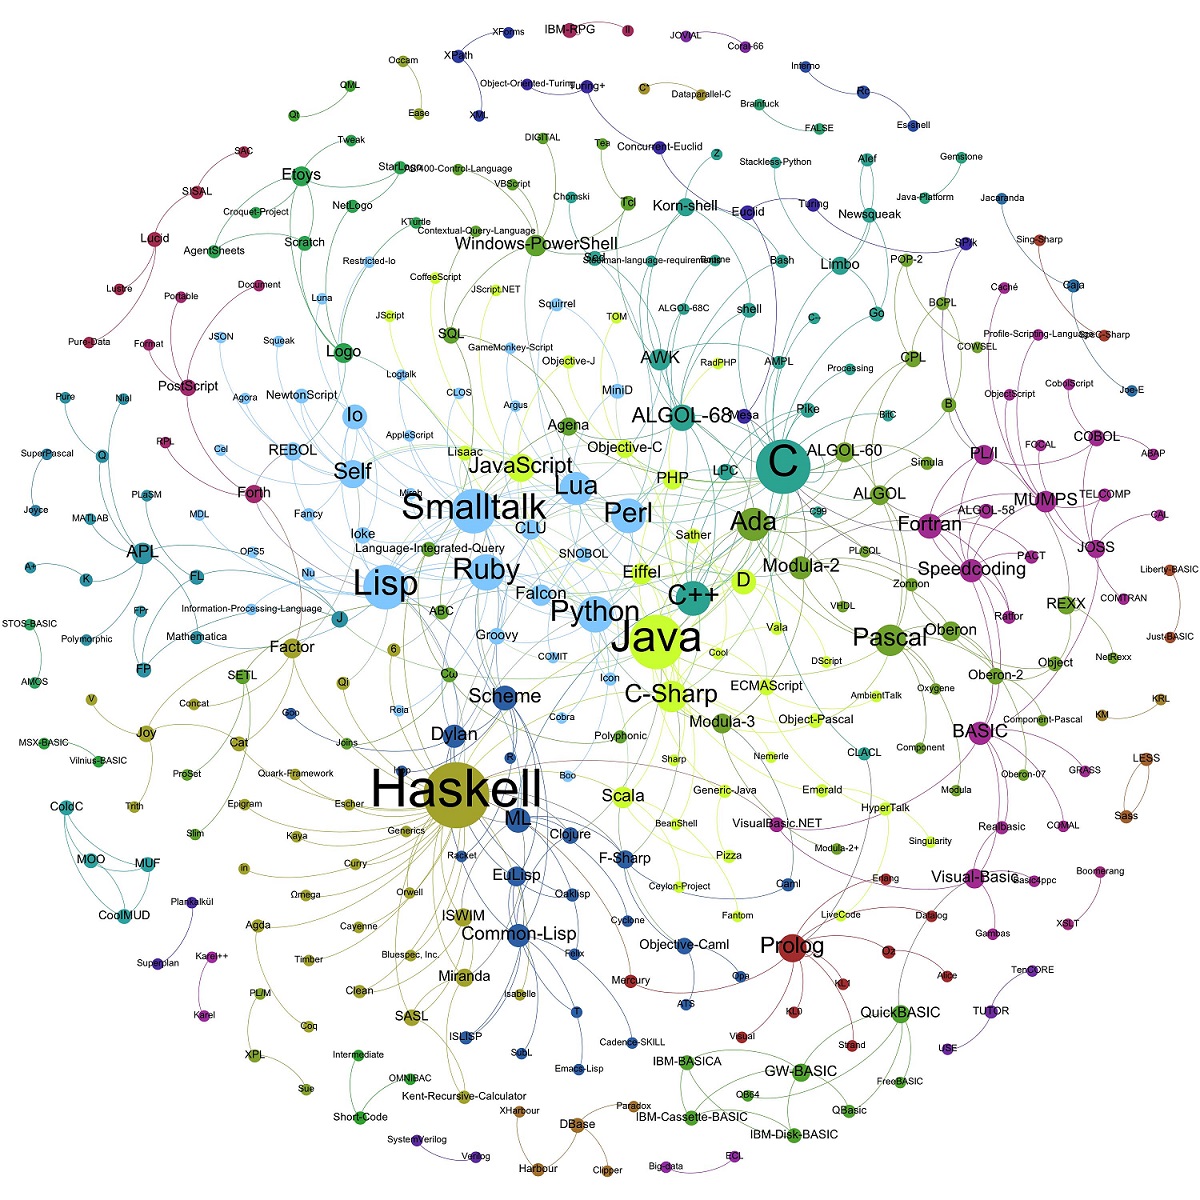 XForms
IBM-RPG
II
JOVIAL
Coral-66
XPath
Occam
Inferno
QML
Object-Oriented-Turing
Turing+
C*
Dataparallel-C
Rc
Brainfuck
Qt
Ease
XML
FALSE
Es-shell
Tweak
DIGITAL
Tea
Concurrent-Euclid
Z
SAC
Stackless-Python
Alef
Gemstone
Etoys
StarLogo
AS/400-Control-Language
VBScript
SISAL
Chomski
Tcl
Korn-shell
Euclid
Turing
Newsqueak
Java-Platform
Jacaranda
Croquet-Project
NetLogo
KTurtle
Contextual-Query-Language
Lucid
AgentSheets
Scratch
Windows-PowerShell
SPIN
Sing-Sharp
Restricted-Io
Sed
Steelman-language-requirements
Bourne
Bash
Limbo
POP-2
Lustre
Portable
Document
Luna
CoffeeScript
JScript.NET
Squirrel
TOM
ALGOL-68C
shell
C--
Go
BCPL
Caché
Caja
Pure-Data
Format
JSON
Squeak
JScript
SQL
GameMonkey-Script
COWSEL
Profile-Scripting-Language
Spec-Sharp
Logo
Objective-J
AWK
RadPHP
AMPL
Processing
CPL
PostScript
Logtalk
Agora
NewtonScript
CLOS
MiniD
CobolScript
ObjectScript
Joe-E
Pure
Nial
Io
Argus
ALGOL-68
Mesa
Pike
BitC
B
SuperPascal
Q
RPL
Cel
REBOL
AppleScript
Agena
Objective-C
Lisaac
JavaScript
C
ALGOL-60
Simula
PL/I
FOCAL
COBOL
ABAP
Self
PHP
LPC
PLaSM
Forth
Lua
ALGOL
MUMPS
TELCOMP
Joyce
MATLAB
MDL
Fancy
Smalltalk
Perl
C99
ALGOL-58
CAL
Ioke
CLU
Ada
Fortran
Sather
APL
OPS5
Language-Integrated-Query
SNOBOL
PL/SQL
JOSS
PACT
A+
K
FL
Nu
Lisp
Ruby
Eiffel
D
Modula-2
Zonnon
Speedcoding
Liberty-BASIC
FPr
Information-Processing-Language
J
ABC
Falcon
Python
C++
VHDL
REXX
COMTRAN
STOS-BASIC
Polymorphic
Mathematica
Groovy
Java
Vala
Pascal
Oberon
Ratfor
Just-BASIC
Factor
6
COMIT
Cool
DScript
Object
NetRexx
FP
AMOS
SETL
Qi
Cω
Icon
ECMAScript
AmbientTalk
Oxygene
Oberon-2
V
Concat
Goo
Reia
Scheme
C-Sharp
Cobra
Object-Pascal
Component-Pascal
KM
KRL
Joy
Cat
Joins
Dylan
Polyphonic
Modula-3
Component
BASIC
MSX-BASIC
Vilnius-BASIC
ProSet
Quark-Framework
R
Boo
Sharp
Nemerle
CLACL
Oberon-07
GRASS
LESS
Haskell
Modula
Trith
Epigram
Escher
Scala
Generic-Java
Emerald
HyperTalk
ColdC
Slim
Kaya
Generics
ML
Clojure
BeanShell
VisualBasic.NET
Singularity
Realbasic
COMAL
Sass
MOO
MUF
Curry
Racket
F-Sharp
Pizza
Modula-2+
Omega
Orwell
EuLisp
Qaklisp
Ceylon-Project
Caml
Erlang
Visual-Basic
Basic4ppc
Boomerang
Plankalkül
CoolMUD
Agda
Cayenne
ISWIM
Cyclone
Fantom
LiveCode
Datalog
Gambas
XSLT
Common-Lisp
Objective-Caml
Prolog
Superplan
Karel++
Timber
Bluespec, Inc.
Felix
Oz
Mercury
Opa
KL1
Alice
TenCORE
PL/M
Clean
Miranda
Isabelle
ATS
Karel
Coq
SASL
T
KL0
QuickBASIC
TUTOR
ISLISP
Visual
Strand
USE
XPL
Intermediate
SubL
Cadence-SKILL
IBM-BASICA
GW-BASIC
Emacs-Lisp
FreeBASIC
Sue
OMNIBAC
Kent-Recursive-Calculator
QB64
Short-Code
XHarbour
Paradox
IBM-Cassette-BASIC
QBasic
DBase
IBM-Disk-BASIC
SystemVerilog
Verilog
Harbour
Clipper
Big-data
ECL